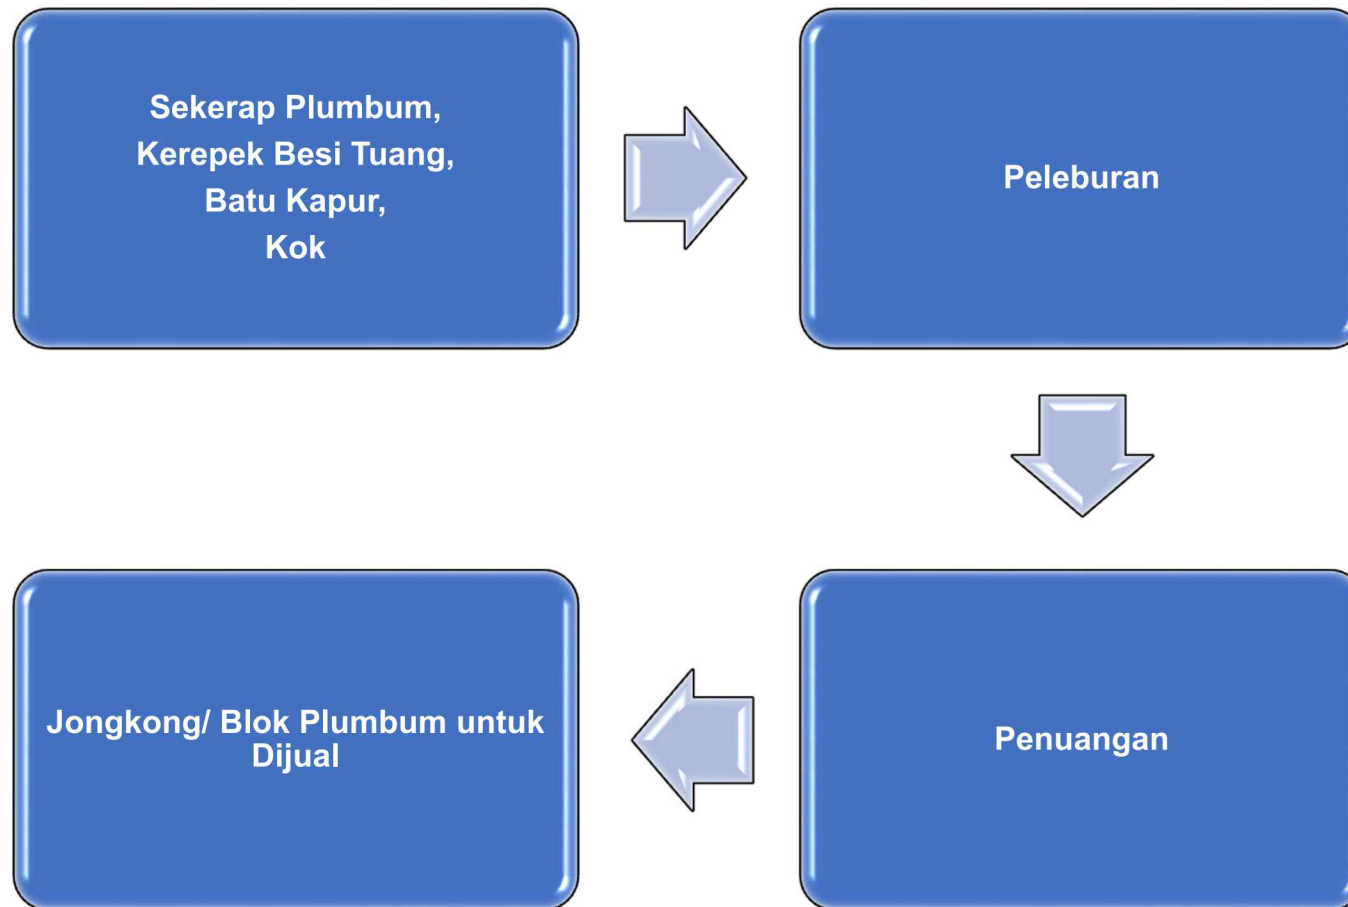 Sekerap Plumbum,
Kerepek Besi Tuang,
Batu Kapur,
Kok
Peleburan
Penuangan
Jongkong/ Blok Plumbum untuk
Dijual